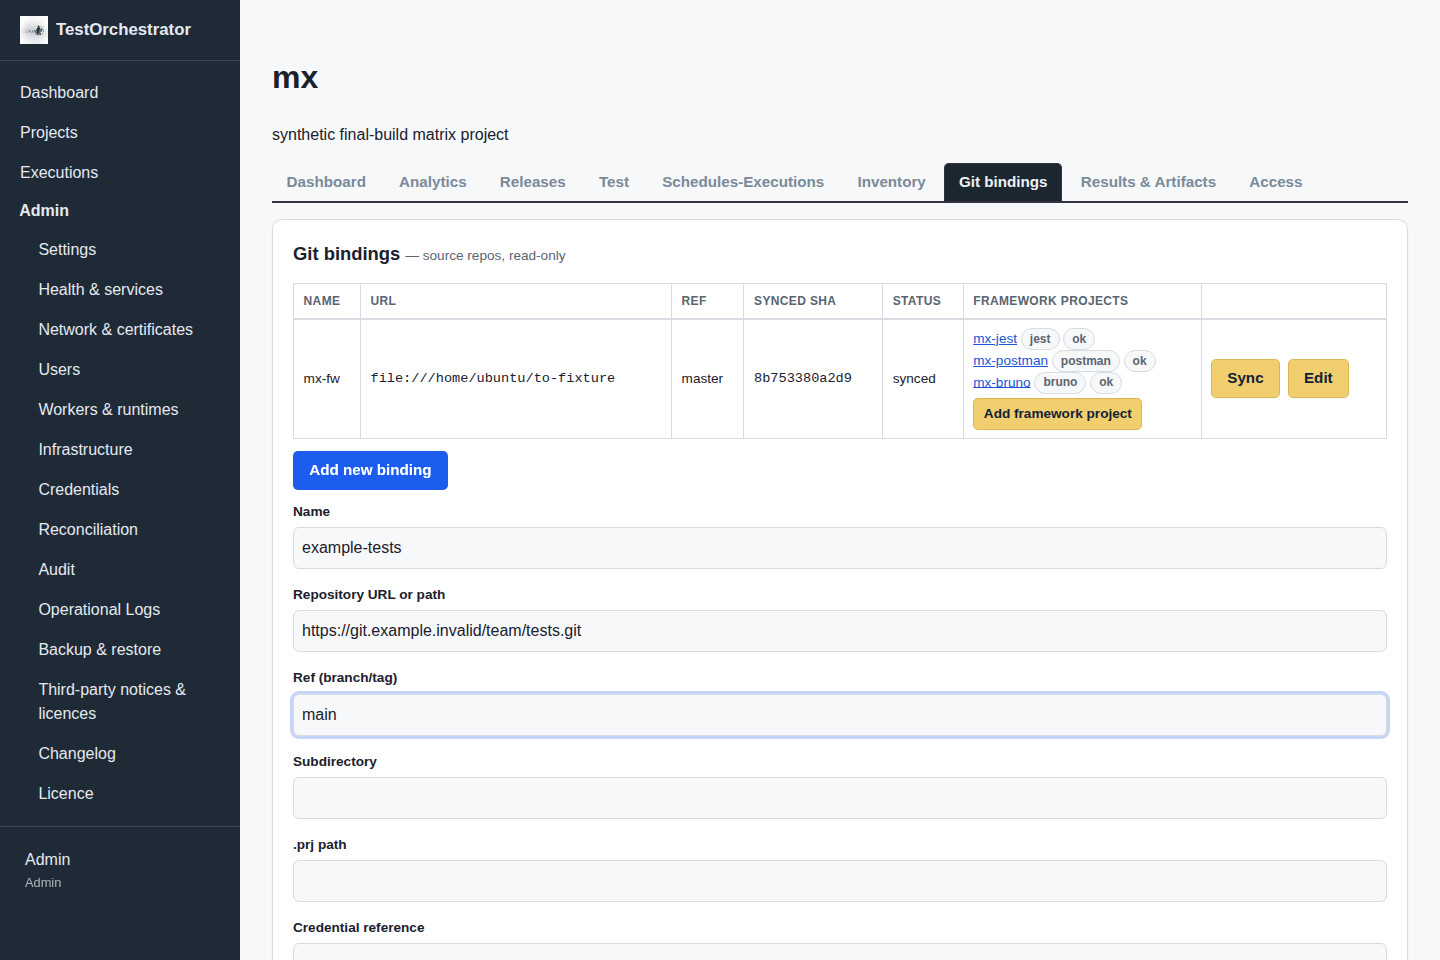 TestOrchestrator
Dashboard
Projects
Executions
Admin
Settings
Health & services
Network & certificates
Users
Workers & runtimes
Infrastructure
Credentials
Reconciliation
Audit
Operational Logs
Backup & restore
Third-party notices &
licences
Changelog
Licence
Admin
Admin
mx
synthetic final-build matrix project
Dashboard Analytics Releases Test Schedules-Executions Inventory Git bindings Results & Artifacts Access
Git bindings — source repos, read-only
NAME URL REF SYNCED SHA STATUS FRAMEWORK PROJECTS
mx-fw file:///home/ubuntu/to-fixture master 8b753380a2d9 synced
mx-jest jest ok
mx-postman postman ok
mx-bruno bruno ok
Add framework project
Sync Edit
Add new binding
Name
example-tests
Repository URL or path
https://git.example.invalid/team/tests.git
Ref (branch/tag)
main
Subdirectory
.prj path
Credential reference